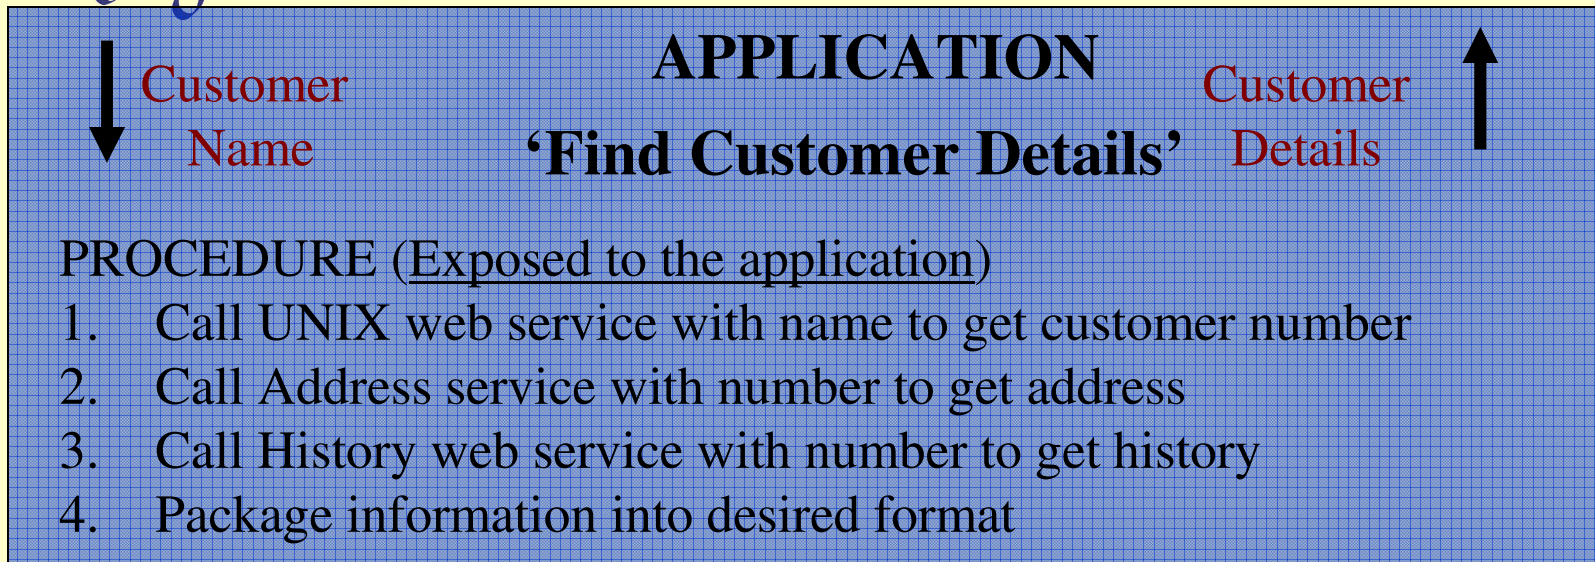 APPLICATION
Customer
Name
‘Find Customer Details’
Customer
Details
PROCEDURE (Exposed to the application)
1. Call UNIX web service with name to get customer number
2. Call Address service with number to get address
3. Call History web service with number to get history
4. Package information into desired format